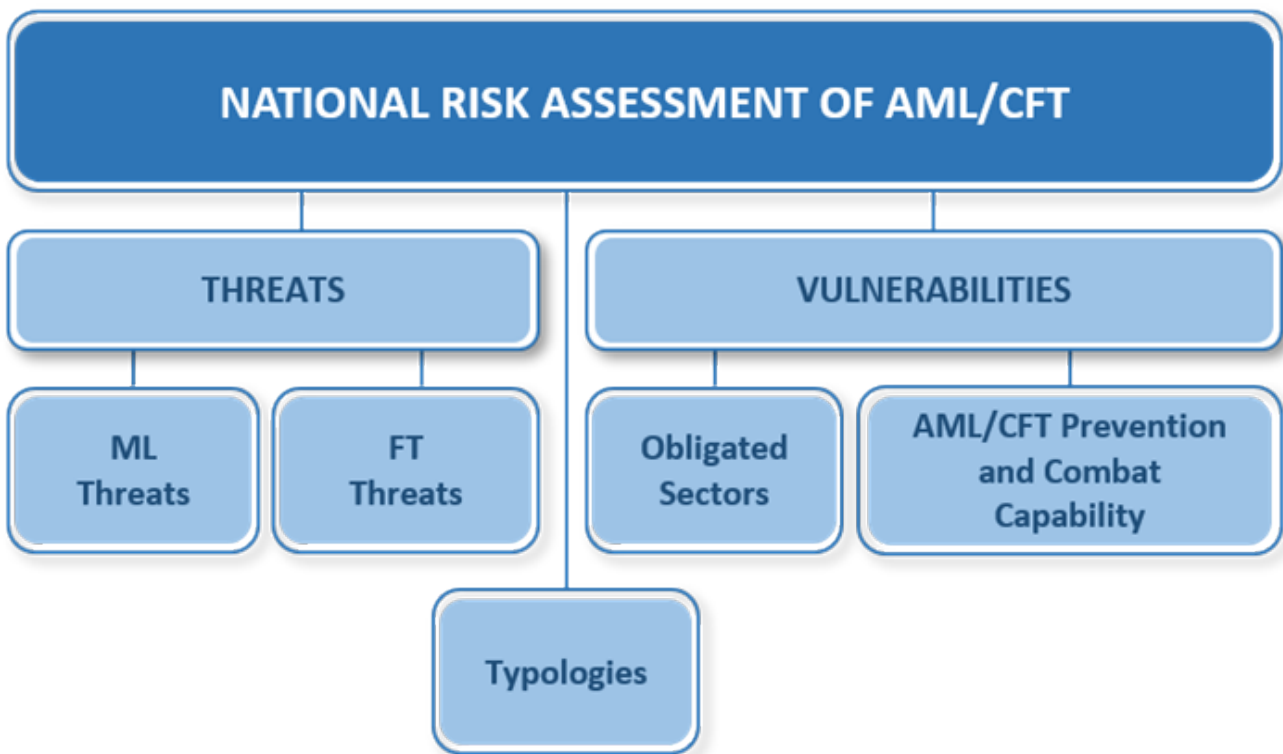 NATIONAL RISK ASSESSMENT OF AML/CFT
THREATS
VULNERABILITIES
ML
Threats
FT
Threats
Obligated
Sectors
AML/CFT Prevention
and Combat
Capability
Typologies